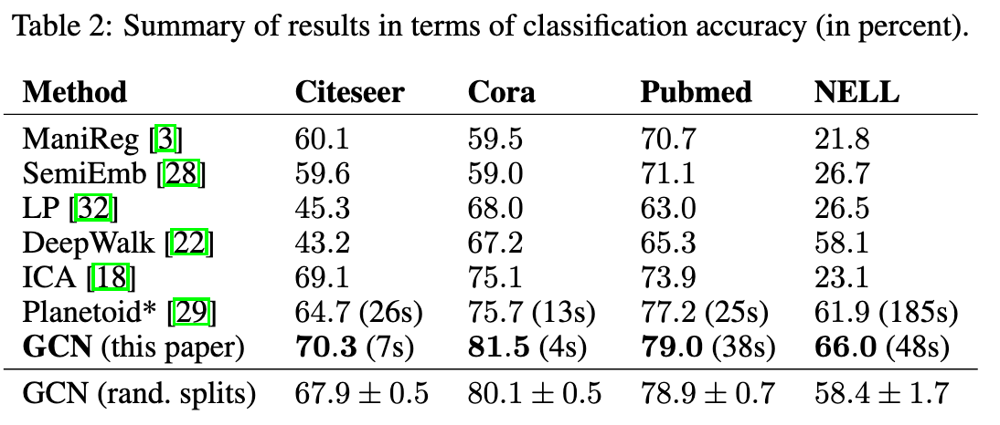 Table 2: Summary of results in terms of classification accuracy (in percent).
Method Citeseer Cora Pubmed NELL
ManiReg [3] 60.1 59.5 70.7 21.8
SemiEmb [28] 59.6 59.0 71.1 26.7
LP [32] 45.3 68.0 63.0 26.5
DeepWalk [22] 43.2 67.2 65.3 58.1
ICA [18] 69.1 75.1 73.9 23.1
Planetoid* [29] 64.7 (26s) 75.7 (13s) 77.2 (25s) 61.9 (185s)
GCN (this paper) 70.3 (7s) 81.5 (4s) 79.0 (38s) 66.0 (48s)
GCN (rand. splits) 67.9 ± 0.5 80.1 ± 0.5 78.9 ± 0.7 58.4 ± 1.7